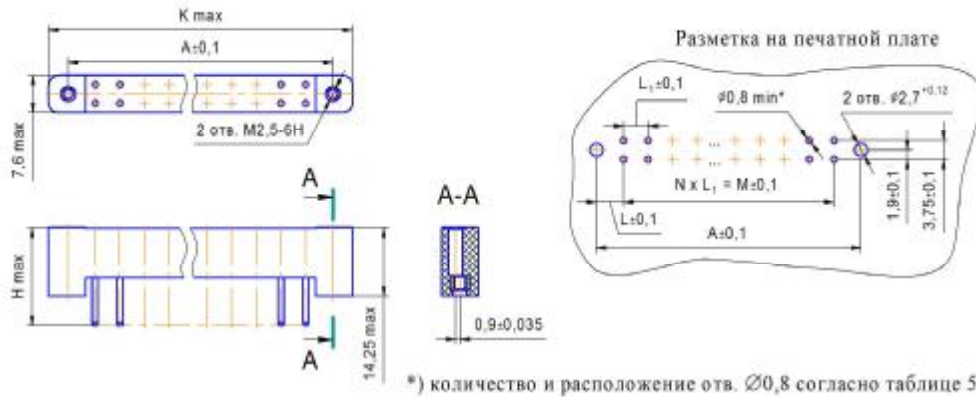 K max
A±0,1
7,6 max
2 отв. M2,5-6H
A
A-A
H max
14,25 max
0,9±0,035
A
Разметка на печатной плате
L₁±0,1
⌀0,8 min*
2 отв. ⌀2,7⁺⁰·¹²
...
...
N x L₁ = M±0,1
1,9±0,1
3,75±0,1
L±0,1
A±0,1
*) количество и расположение отв. ∅0,8 согласно таблице 5